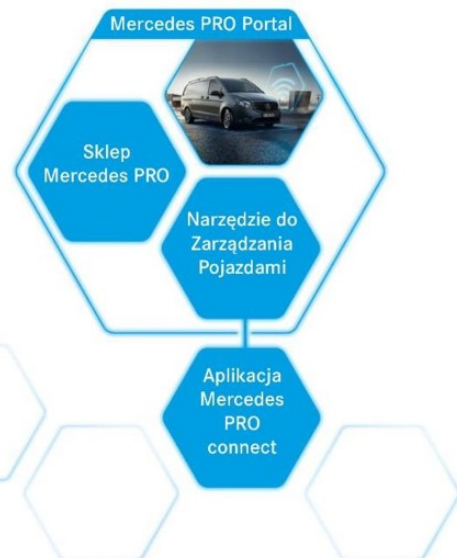 Mercedes PRO Portal
Sklep
Mercedes PRO
Narzędzie do
Zarządzania
Pojazdami
Aplikacja
Mercedes
PRO
connect